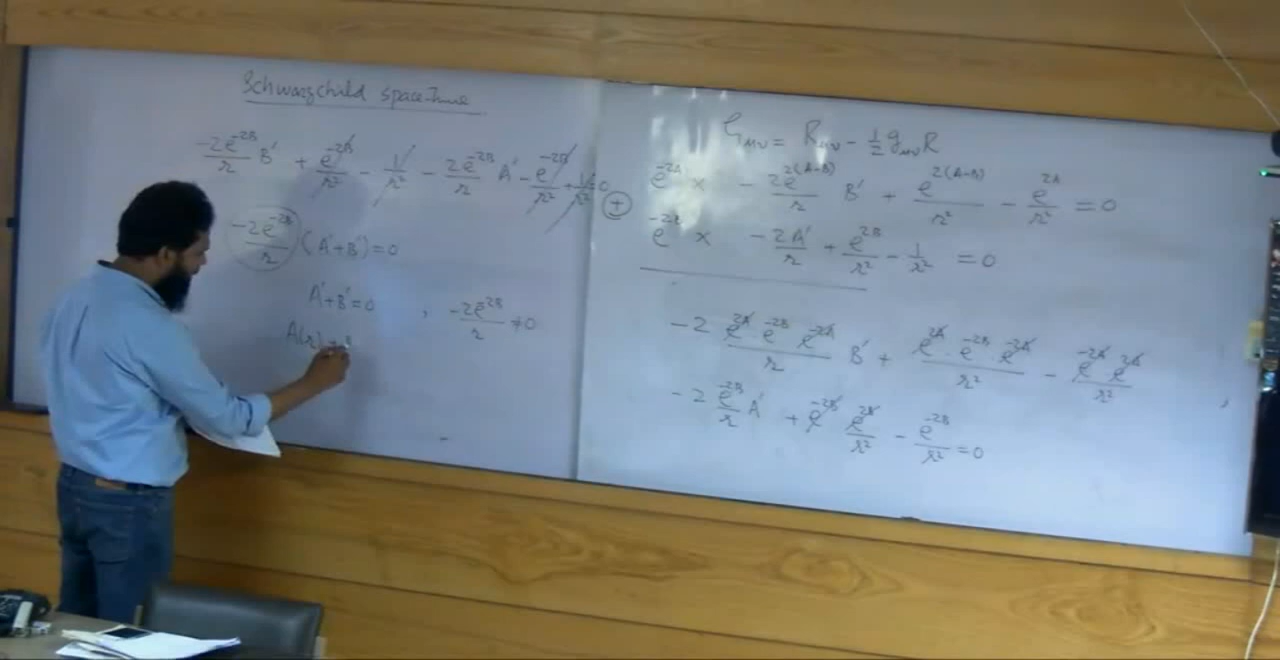 Schwarzchild space-time
-2e^{-2B}/r B' + e^{-2B}/r² - 1/r² - 2e^{-2B}/r A' - e^{-2B}/r² + 1/r² = 0
-2e^{-2B}/r (A'+B') = 0
A'+B'=0 , -2e^{-2B}/r ≠ 0
A(r) +
G_{μν} = R_{μν} - 1/2 g_{μν} R
e^{-2A} × - 2e^{2(A-B)}/r B' + e^{2(A-B)}/r² - e^{2A}/r² = 0
⊕
e^{-2B} × - 2A'/r + e^{2B}/r² - 1/r² = 0
-2 e^{2A} · e^{-2B} e^{-2A}/r B' + e^{2A} · e^{-2B} e^{-2A}/r² - e^{-2A} e^{2A}/r²
-2 e^{-2B}/r A' + e^{-2B} e^{2B}/r² - e^{-2B}/r² = 0